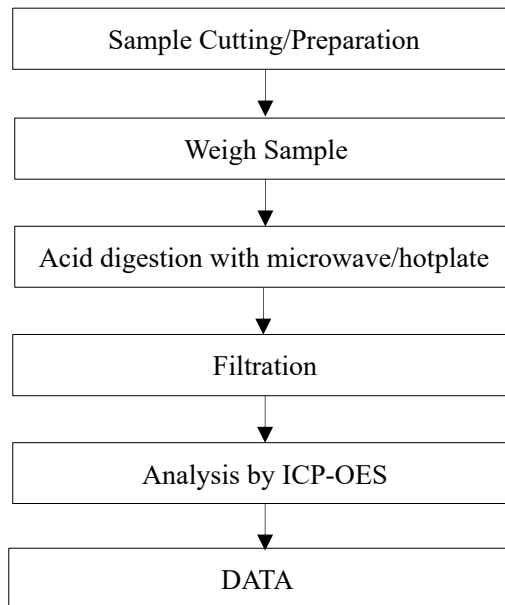 Sample Cutting/Preparation
Weigh Sample
Acid digestion with microwave/hotplate
Filtration
Analysis by ICP-OES
DATA